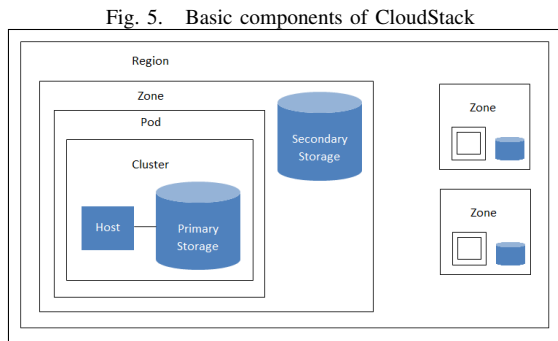 Fig. 5. Basic components of CloudStack
Region
Zone
Pod
Cluster
Host
Primary
Storage
Secondary
Storage
Zone
Zone